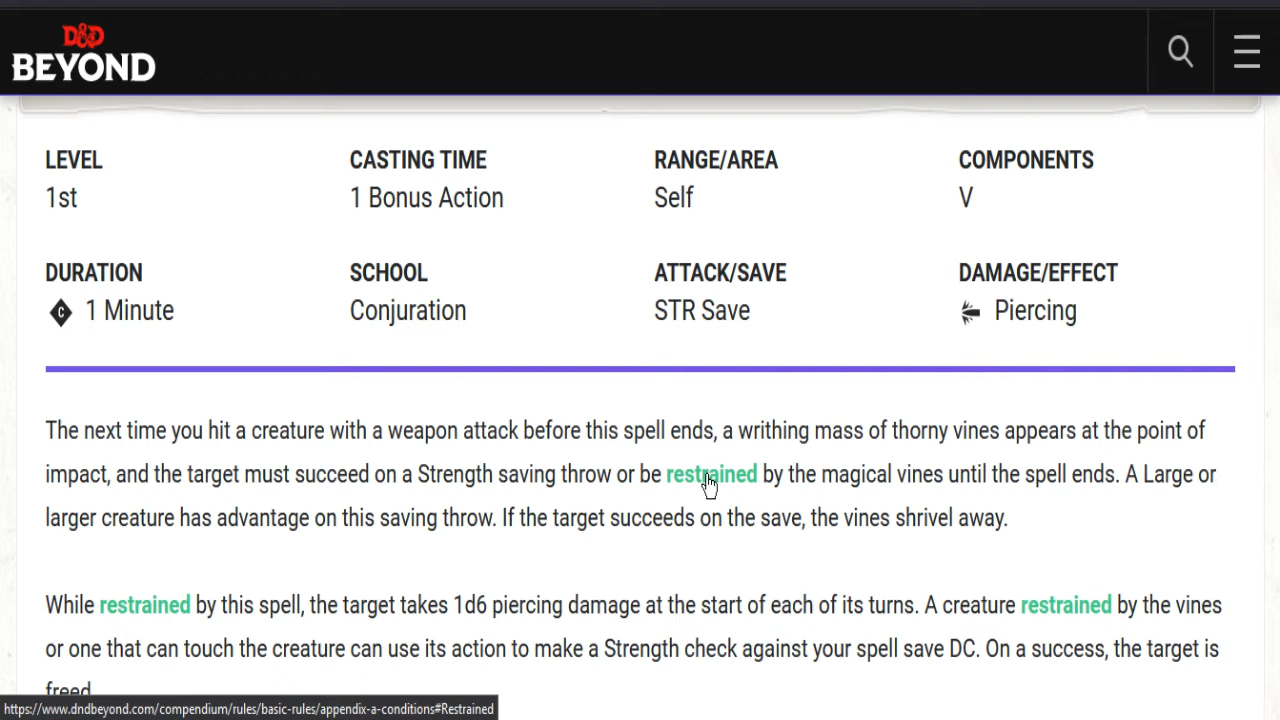 D&D
BEYOND
LEVEL
1st
CASTING TIME
1 Bonus Action
RANGE/AREA
Self
COMPONENTS
V
DURATION
C 1 Minute
SCHOOL
Conjuration
ATTACK/SAVE
STR Save
DAMAGE/EFFECT
Piercing
The next time you hit a creature with a weapon attack before this spell ends, a writhing mass of thorny vines appears at the point of
impact, and the target must succeed on a Strength saving throw or be restrained by the magical vines until the spell ends. A Large or
larger creature has advantage on this saving throw. If the target succeeds on the save, the vines shrivel away.
While restrained by this spell, the target takes 1d6 piercing damage at the start of each of its turns. A creature restrained by the vines
or one that can touch the creature can use its action to make a Strength check against your spell save DC. On a success, the target is
freed.
https://www.dndbeyond.com/compendium/rules/basic-rules/appendix-a-conditions#Restrained